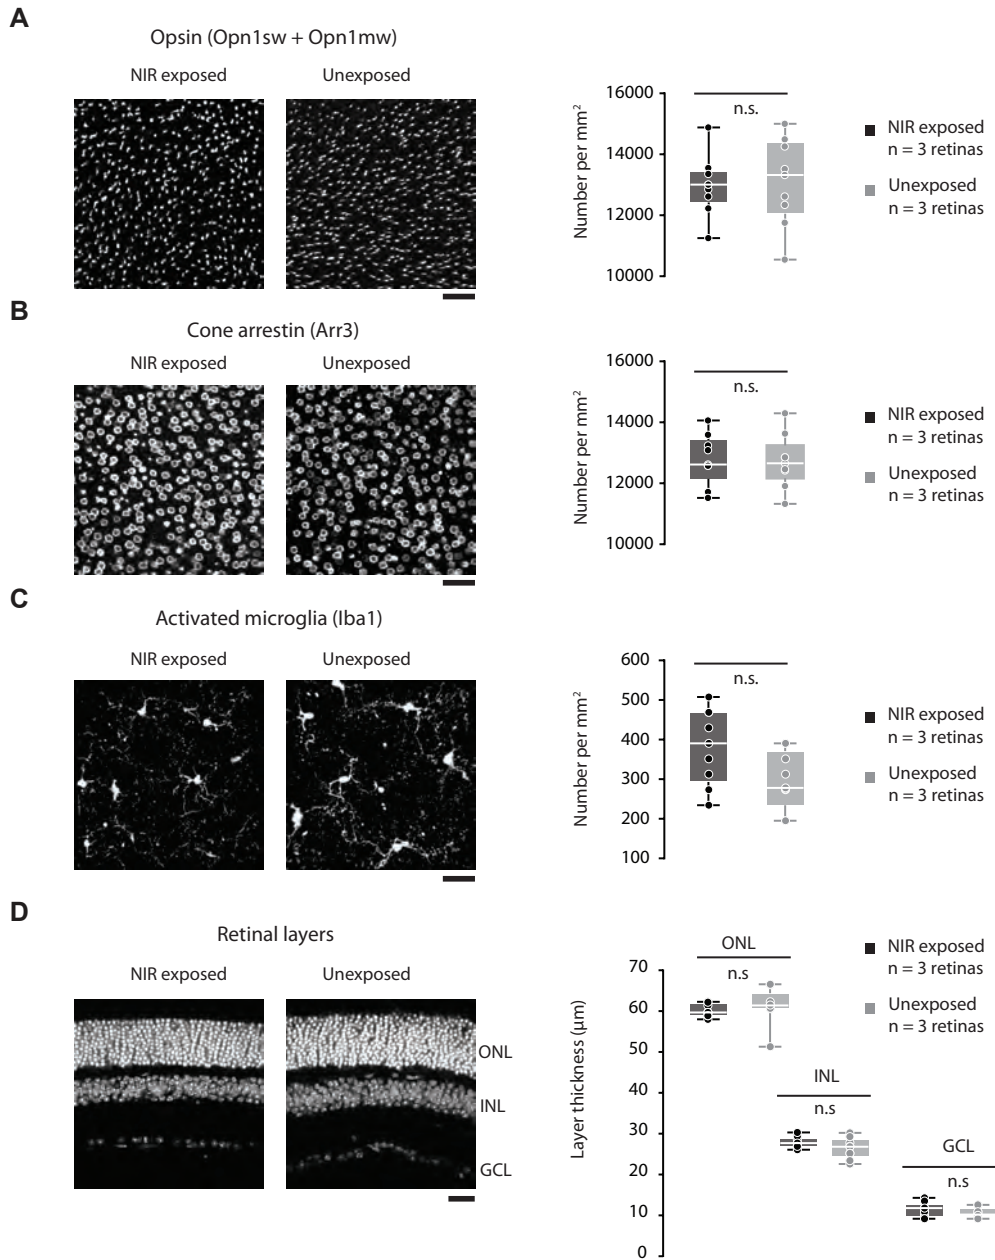 A
Opsin (Opn1sw + Opn1mw)
NIR exposed
Unexposed
Number per mm²
16000
14000
12000
10000
n.s.
NIR exposed
n = 3 retinas
Unexposed
n = 3 retinas
B
Cone arrestin (Arr3)
NIR exposed
Unexposed
Number per mm²
16000
14000
12000
10000
n.s.
NIR exposed
n = 3 retinas
Unexposed
n = 3 retinas
C
Activated microglia (Iba1)
NIR exposed
Unexposed
Number per mm²
600
500
400
300
200
100
n.s.
NIR exposed
n = 3 retinas
Unexposed
n = 3 retinas
D
Retinal layers
NIR exposed
Unexposed
ONL
INL
GCL
Layer thickness (µm)
70
60
50
40
30
20
10
0
ONL
n.s
INL
n.s
GCL
n.s
NIR exposed
n = 3 retinas
Unexposed
n = 3 retinas